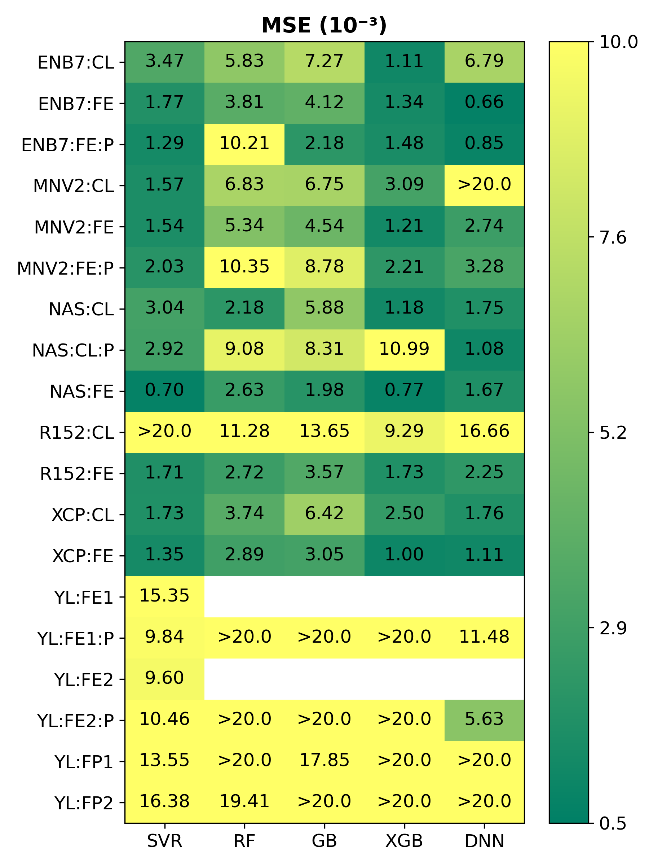 MSE (10⁻³)
ENB7:CL 3.47 5.83 7.27 1.11 6.79
ENB7:FE 1.77 3.81 4.12 1.34 0.66
ENB7:FE:P 1.29 10.21 2.18 1.48 0.85
MNV2:CL 1.57 6.83 6.75 3.09 >20.0
MNV2:FE 1.54 5.34 4.54 1.21 2.74
MNV2:FE:P 2.03 10.35 8.78 2.21 3.28
NAS:CL 3.04 2.18 5.88 1.18 1.75
NAS:CL:P 2.92 9.08 8.31 10.99 1.08
NAS:FE 0.70 2.63 1.98 0.77 1.67
R152:CL >20.0 11.28 13.65 9.29 16.66
R152:FE 1.71 2.72 3.57 1.73 2.25
XCP:CL 1.73 3.74 6.42 2.50 1.76
XCP:FE 1.35 2.89 3.05 1.00 1.11
YL:FE1 15.35
YL:FE1:P 9.84 >20.0 >20.0 >20.0 11.48
YL:FE2 9.60
YL:FE2:P 10.46 >20.0 >20.0 >20.0 5.63
YL:FP1 13.55 >20.0 17.85 >20.0 >20.0
YL:FP2 16.38 19.41 >20.0 >20.0 >20.0
SVR RF GB XGB DNN
10.0
7.6
5.2
2.9
0.5